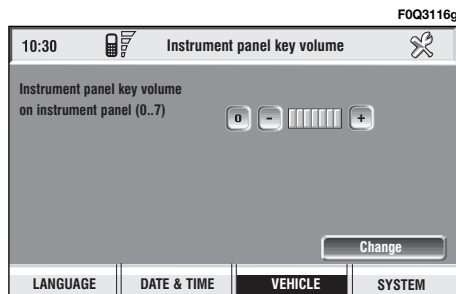 F0Q3116g
10:30 Instrument panel key volume
Instrument panel key volume
on instrument panel (0..7)
0 - +
Change
LANGUAGE DATE & TIME VEHICLE SYSTEM